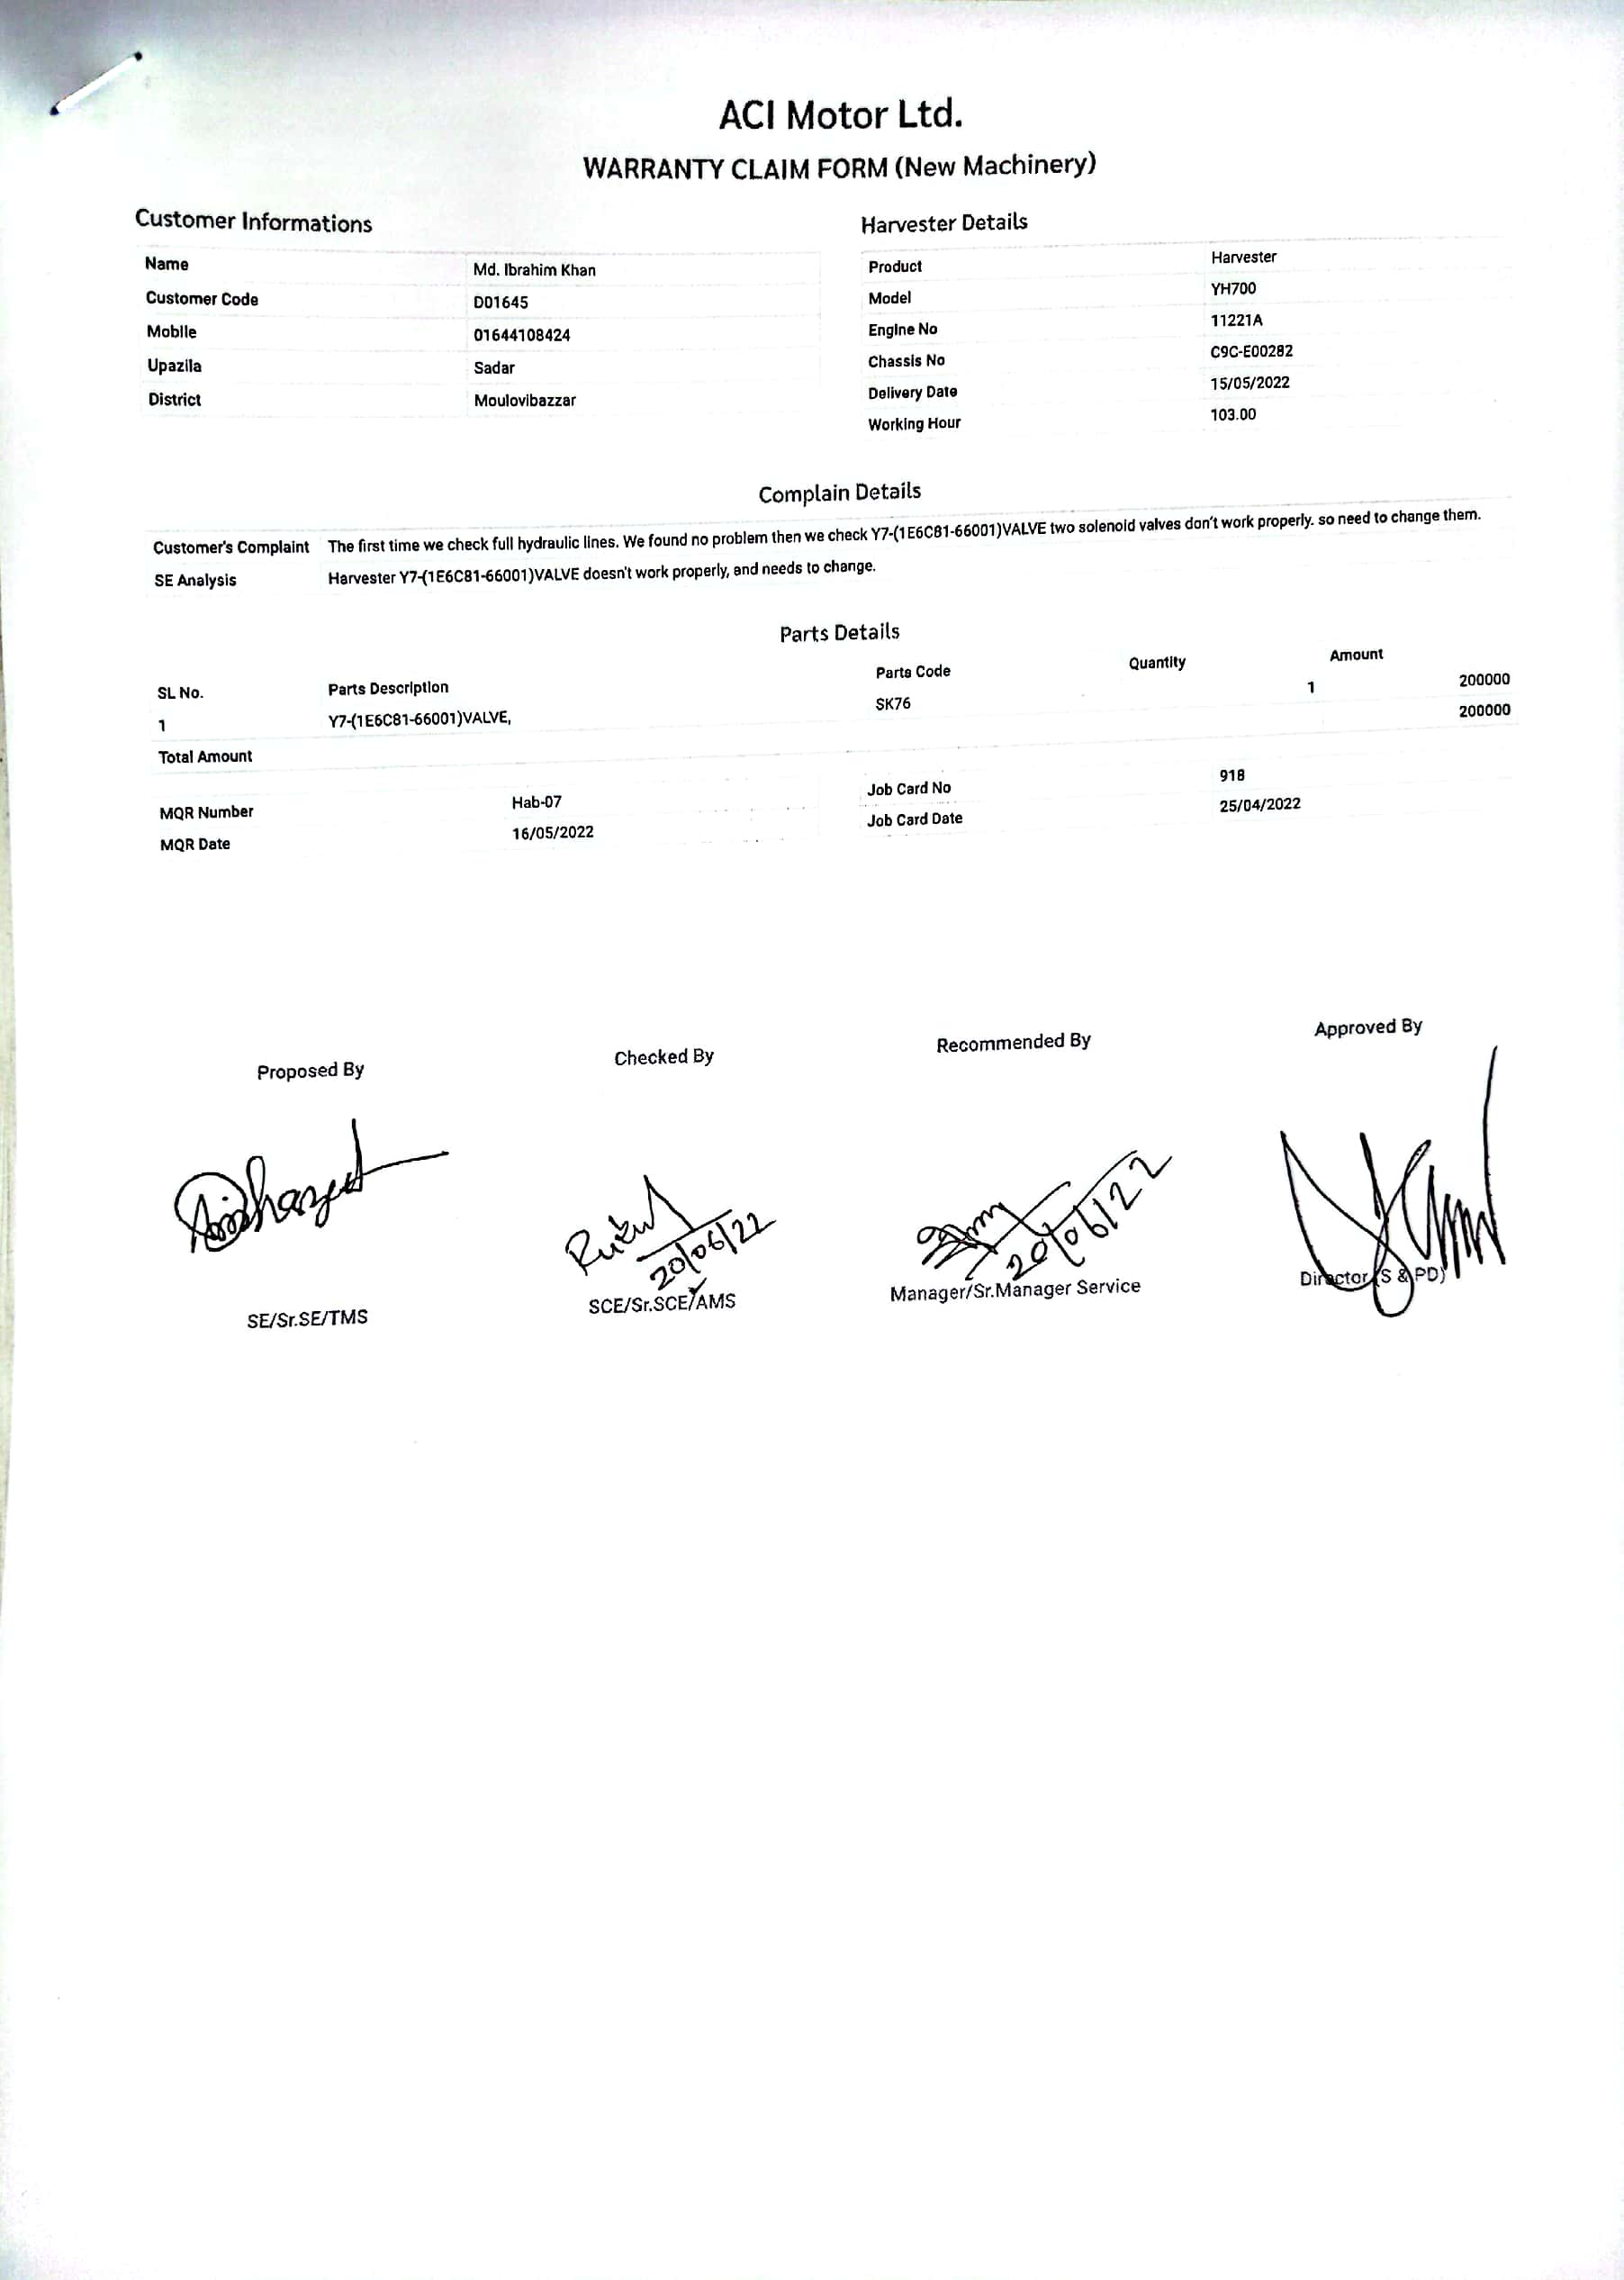 ACI Motor Ltd.
WARRANTY CLAIM FORM (New Machinery)
Customer Informations
Name Md. Ibrahim Khan
Customer Code D01645
Mobile 01644108424
Upazila Sadar
District Moulovibazzar
Harvester Details
Product Harvester
Model YH700
Engine No 11221A
Chassis No C9C-E00282
Delivery Date 15/05/2022
Working Hour 103.00
Complain Details
Customer's Complaint The first time we check full hydraulic lines. We found no problem then we check Y7-(1E6C81-66001)VALVE two solenoid valves don't work properly. so need to change them.
SE Analysis Harvester Y7-(1E6C81-66001)VALVE doesn't work properly, and needs to change.
Parts Details
SL No. Parts Description Parts Code Quantity Amount
1 Y7-(1E6C81-66001)VALVE, SK76 1 200000
Total Amount 200000
MQR Number Hab-07 Job Card No 918
MQR Date 16/05/2022 Job Card Date 25/04/2022
Proposed By Checked By Recommended By Approved By
20/06/22 20/06/22
SE/Sr.SE/TMS SCE/Sr.SCE/AMS Manager/Sr.Manager Service Director (S & PD)